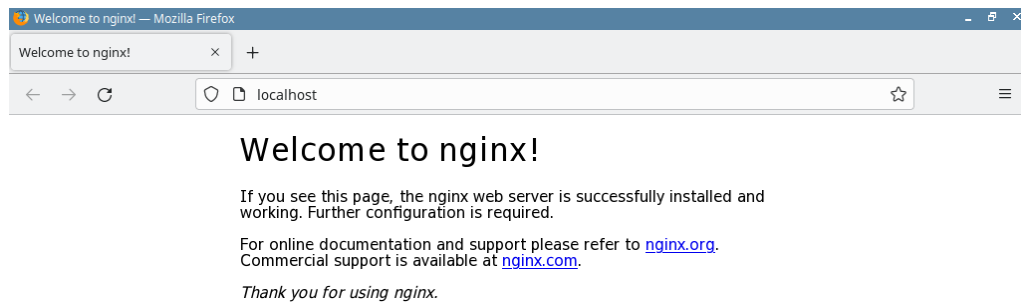 Welcome to nginx! — Mozilla Firefox
Welcome to nginx!
localhost
Welcome to nginx!
If you see this page, the nginx web server is successfully installed and
working. Further configuration is required.
For online documentation and support please refer to nginx.org.
Commercial support is available at nginx.com.
Thank you for using nginx.